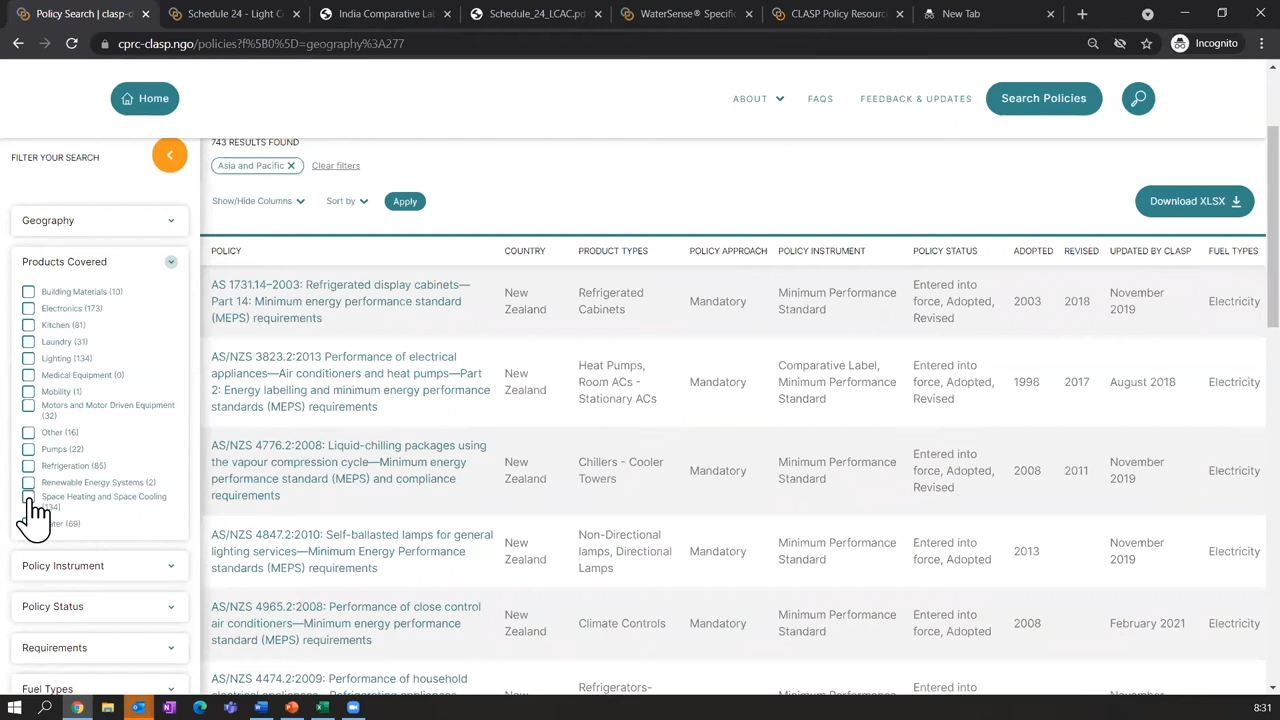 Policy Search | clasp-d
Schedule 24 - Light C
India Comparative Lal
Schedule_24_LCAC.pd
WaterSense® Specific
CLASP Policy Resourc
New Tab
cprc-clasp.ngo/policies?f%5B0%5D=geography%3A277
Incognito
Home
ABOUT
FAQS
FEEDBACK & UPDATES
Search Policies
FILTER YOUR SEARCH
743 RESULTS FOUND
Asia and Pacific
Clear filters
Show/Hide Columns
Sort by
Apply
Download XLSX
Geography
Products Covered
Building Materials (10)
Electronics (173)
Kitchen (81)
Laundry (31)
Lighting (134)
Medical Equipment (0)
Mobility (1)
Motors and Motor Driven Equipment
(32)
Other (16)
Pumps (22)
Refrigeration (85)
Renewable Energy Systems (2)
Space Heating and Space Cooling
(134)
(69)
Policy Instrument
Policy Status
Requirements
Fuel Types
POLICY
COUNTRY
PRODUCT TYPES
POLICY APPROACH
POLICY INSTRUMENT
POLICY STATUS
ADOPTED
REVISED
UPDATED BY CLASP
FUEL TYPES
AS 1731.14–2003: Refrigerated display cabinets—
Part 14: Minimum energy performance standard
(MEPS) requirements
New
Zealand
Refrigerated
Cabinets
Mandatory
Minimum Performance
Standard
Entered into
force, Adopted,
Revised
2003
2018
November
2019
Electricity
AS/NZS 3823.2:2013 Performance of electrical
appliances—Air conditioners and heat pumps—Part
2: Energy labelling and minimum energy performance
standards (MEPS) requirements
New
Zealand
Heat Pumps,
Room ACs -
Stationary ACs
Mandatory
Comparative Label,
Minimum Performance
Standard
Entered into
force, Adopted,
Revised
1998
2017
August 2018
Electricity
AS/NZS 4776.2:2008: Liquid-chilling packages using
the vapour compression cycle—Minimum energy
performance standard (MEPS) and compliance
requirements
New
Zealand
Chillers - Cooler
Towers
Mandatory
Minimum Performance
Standard
Entered into
force, Adopted,
Revised
2008
2011
November
2019
Electricity
AS/NZS 4847.2:2010: Self-ballasted lamps for general
lighting services—Minimum Energy Performance
standards (MEPS) requirements
New
Zealand
Non-Directional
lamps, Directional
Lamps
Mandatory
Minimum Performance
Standard
Entered into
force, Adopted
2013
November
2019
Electricity
AS/NZS 4965.2:2008: Performance of close control
air conditioners—Minimum energy performance
standard (MEPS) requirements
New
Zealand
Climate Controls
Mandatory
Minimum Performance
Standard
Entered into
force, Adopted
2008
February 2021
Electricity
AS/NZS 4474.2:2009: Performance of household
New
Refrigerators-
Minimum Performance
Entered into
November
8:31